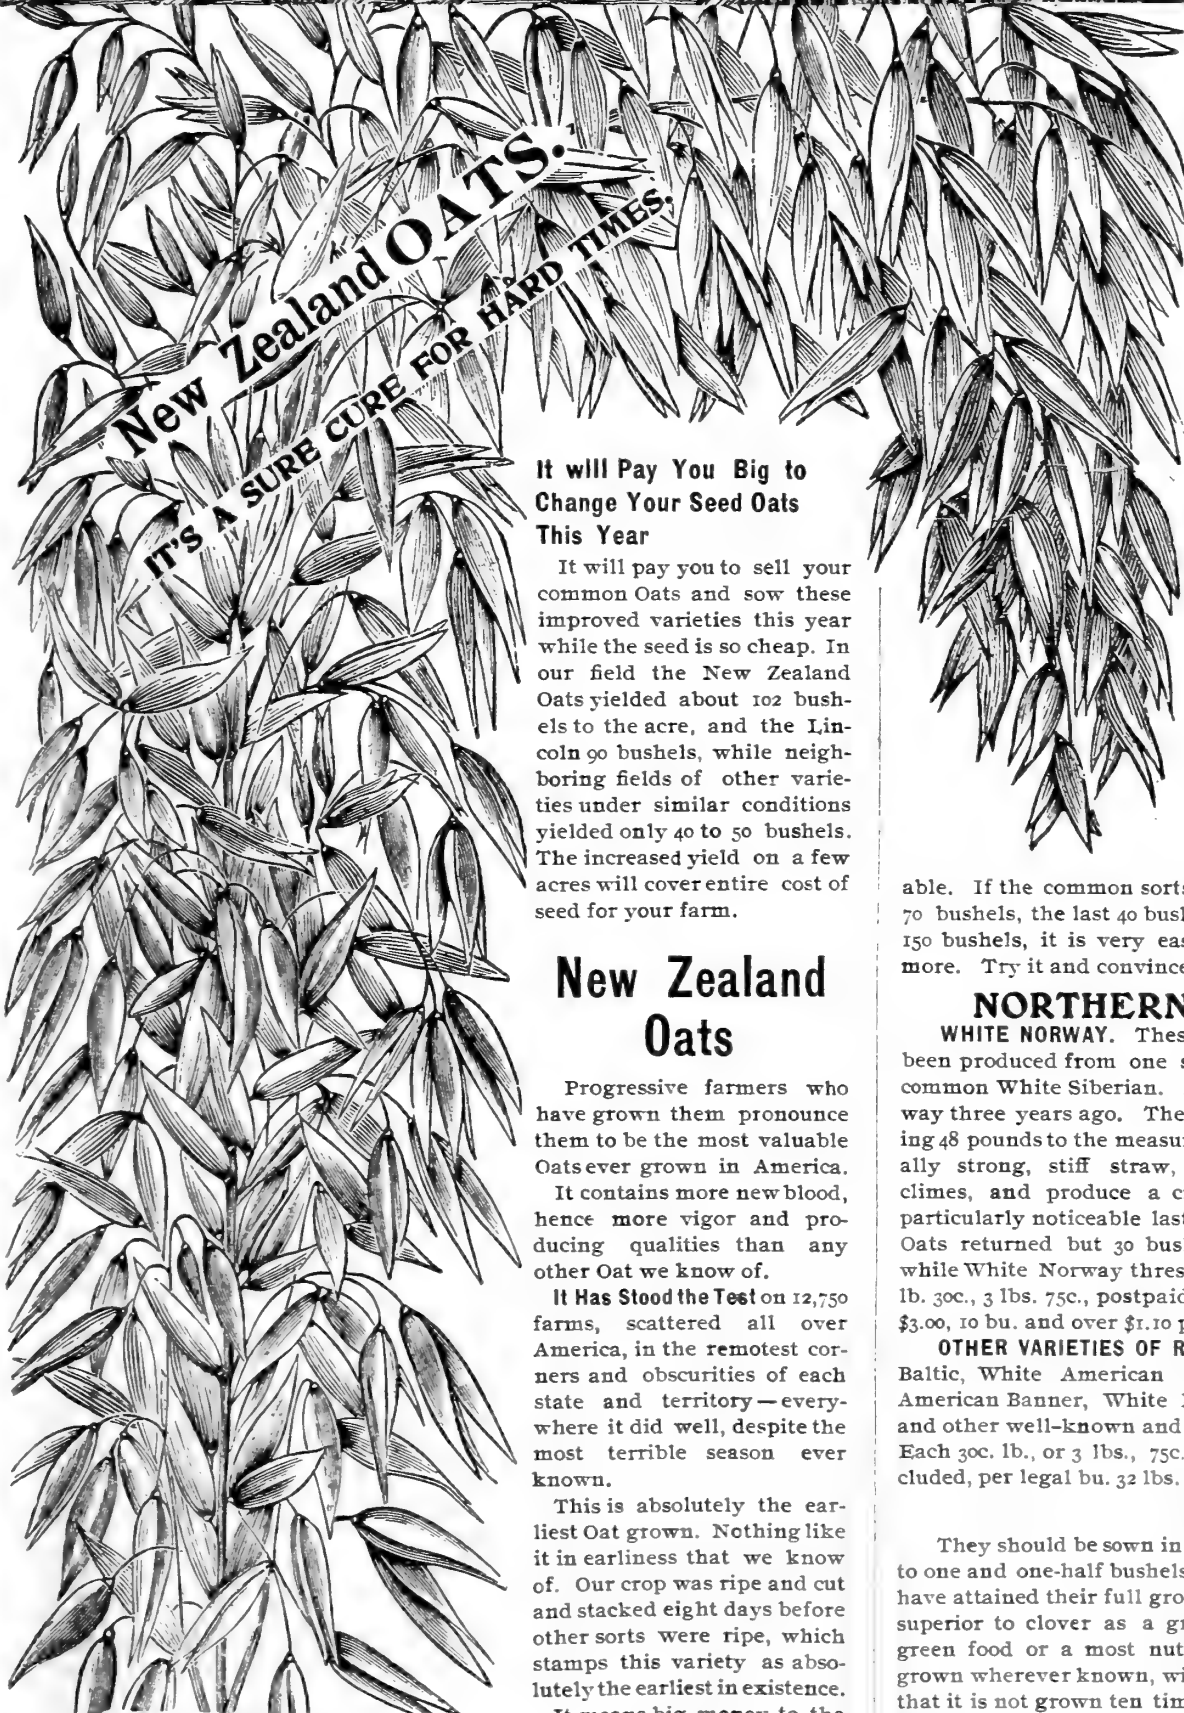 New Zealand OATS.
IT'S A SURE CURE FOR HARD TIMES.
It will Pay You Big to
Change Your Seed Oats
This Year
It will pay you to sell your
common Oats and sow these
improved varieties this year
while the seed is so cheap. In
our field the New Zealand
Oats yielded about 102 bush-
els to the acre, and the Lin-
coln 90 bushels, while neigh-
boring fields of other varie-
ties under similar conditions
yielded only 40 to 50 bushels.
The increased yield on a few
acres will cover entire cost of
seed for your farm.
New Zealand
Oats
Progressive farmers who
have grown them pronounce
them to be the most valuable
Oats ever grown in America.
It contains more new blood,
hence more vigor and pro-
ducing qualities than any
other Oat we know of.
It Has Stood the Test on 12,750
farms, scattered all over
America, in the remotest cor-
ners and obscurities of each
state and territory—every-
where it did well, despite the
most terrible season ever
known.
This is absolutely the ear-
liest Oat grown. Nothing like
it in earliness that we know
of. Our crop was ripe and cut
and stacked eight days before
other sorts were ripe, which
stamps this variety as abso-
lutely the earliest in existence.
It means big money to the
able. If the common sorts
70 bushels, the last 40 bush
150 bushels, it is very eas
more. Try it and convince
NORTHERN
WHITE NORWAY. Thes
been produced from one s
common White Siberian.
way three years ago. The
ing 48 pounds to the measu
ally strong, stiff straw,
climes, and produce a c
particularly noticeable last
Oats returned but 30 bus
while White Norway thres
lb. 30c., 3 lbs. 75c., postpaid
$3.00, 10 bu. and over $1.10 p
OTHER VARIETIES OF R
Baltic, White American
American Banner, White
and other well-known and
Each 30c. lb., or 3 lbs., 75c.
cluded, per legal bu. 32 lbs.
They should be sown in
to one and one-half bushels
have attained their full gro
superior to clover as a gr
green food or a most nut
grown wherever known, wi
that it is not grown ten tim